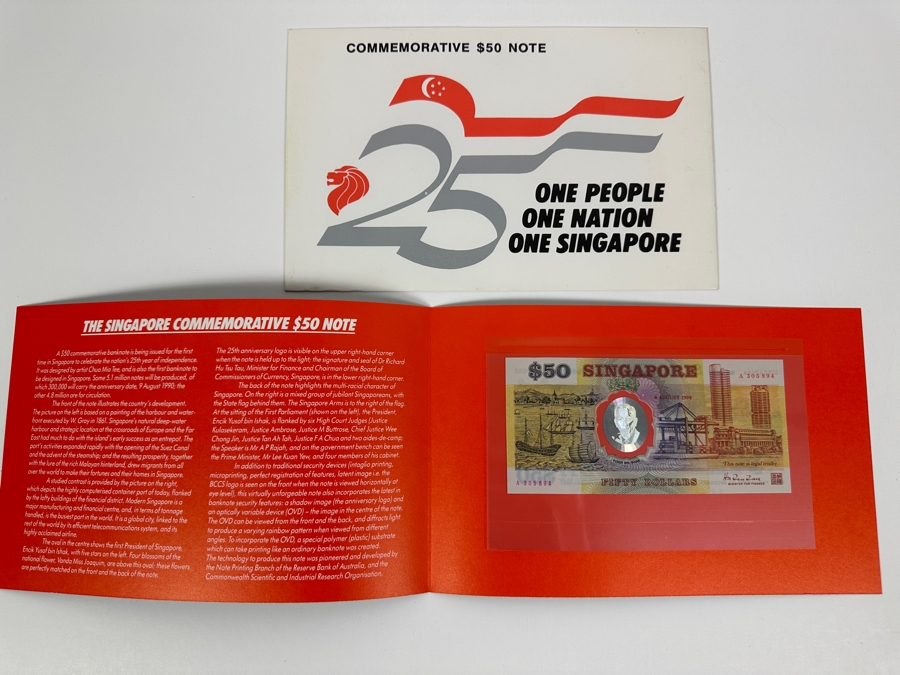 COMMEMORATIVE $50 NOTE
25
ONE PEOPLE
ONE NATION
ONE SINGAPORE
THE SINGAPORE COMMEMORATIVE $50 NOTE
A $50 commemorative banknote is being issued for the first
time in Singapore to celebrate the nation's 25th year of independence.
It was designed by artist Chua Mia Tee, and is also the first banknote to
be designed in Singapore. Some 5.1 million notes will be produced, of
which 300,000 will carry the anniversary date, 9 August 1990; the
other 4.8 million are for circulation.
The front of the note illustrates the country's development.
The picture on the left is based on a painting of the harbour and water-
front executed by W. Gray in 1861. Singapore's natural deep-water
harbour and strategic location at the crossroads of Europe and the Far
East had much to do with the island's early success as an entrepot. The
port's activities expanded rapidly with the opening of the Suez Canal
and the advent of the steamship; and the resulting prosperity, together
with the lure of the rich Malayan hinterland, drew migrants from all
over the world to make their fortunes and their homes in Singapore.
A studied contrast is provided by the picture on the right,
which depicts the highly computerised container port of today, flanked
by the lofty buildings of the financial district. Modern Singapore is a
major manufacturing and financial centre, and, in terms of tonnage
handled, is the busiest port in the world. It is a global city, linked to the
rest of the world by its efficient telecommunications system, and its
highly acclaimed airline.
The oval in the centre shows the first President of Singapore,
Encik Yusof bin Ishak, with five stars on the left. Four blossoms of the
national flower, Vanda Miss Joaquim, are above this oval; these flowers
are perfectly matched on the front and the back of the note.
The 25th anniversary logo is visible on the upper right-hand corner
when the note is held up to the light; the signature and seal of Dr Richard
Hu Tsu Tau, Minister for Finance and Chairman of the Board of
Commissioners of Currency, Singapore, is in the lower right-hand corner.
The back of the note highlights the multi-racial character of
Singapore. On the right is a mixed group of jubilant Singaporeans, with
the State flag behind them. The Singapore Arms is to the right of the flag.
At the sitting of the First Parliament (shown on the left), the President,
Encik Yusof bin Ishak, is flanked by six High Court Judges (Justice
Kulasekaram, Justice Ambrose, Justice M Buttrose, Chief Justice Wee
Chong Jin, Justice Tan Ah Tah, Justice F A Chua and two aides-de-camp;
the Speaker is Mr A P Rajah, and on the government bench can be seen
the Prime Minister, Mr Lee Kuan Yew, and four members of his cabinet.
In addition to traditional security devices (intaglio printing,
microprinting, perfect registration of features, latent image i.e. the
BCCS logo is seen on the front when the note is viewed horizontally at
eye level), this virtually unforgeable note also incorporates the latest in
banknote security features: a shadow image (the anniversary logo) and
an optically variable device (OVD) – the image in the centre of the note.
The OVD can be viewed from the front and the back, and diffracts light
to produce a varying rainbow pattern when viewed from different
angles. To incorporate the OVD, a special polymer (plastic) substrate
which can take printing like an ordinary banknote was created.
The technology to produce this note was pioneered and developed by
the Note Printing Branch of the Reserve Bank of Australia, and the
Commonwealth Scientific and Industrial Research Organisation.
$50 SINGAPORE
9 AUGUST 1990
This note is legal tender
FIFTY DOLLARS